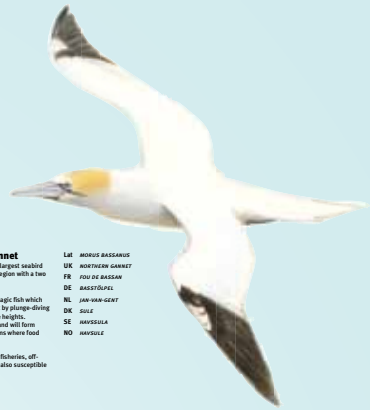 nnet
largest seabird
egion with a two
agic fish which
by plunge-diving
heights.
and will form
ns where food
fisheries, off-
also susceptible
Lat MORUS BASSANUS
UK NORTHERN GANNET
FR FOU DE BASSAN
DE BASSTÖLPEL
NL JAN-VAN-GENT
DK SULE
SE HAVSSULA
NO HAVSULE